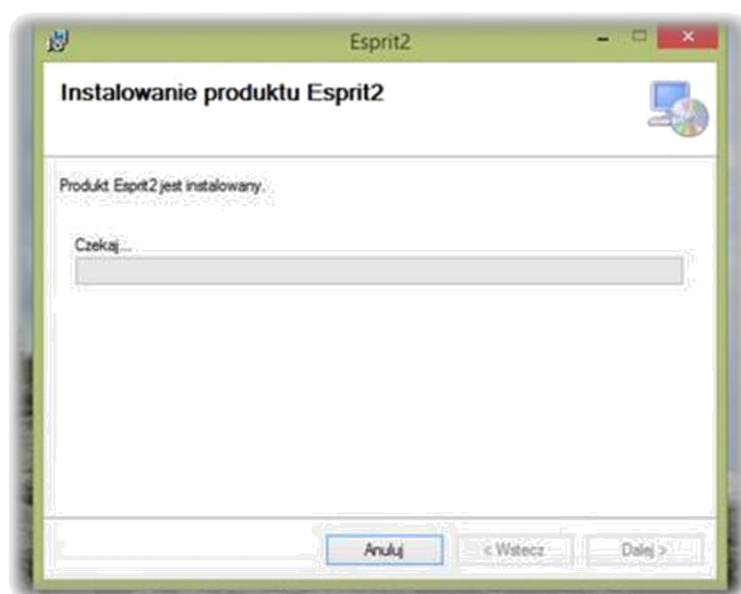 Esprit2
Instalowanie produktu Esprit2
Produkt Esprit2 jest instalowany.
Czekaj...
Anuluj
< Wstecz
Dalej >